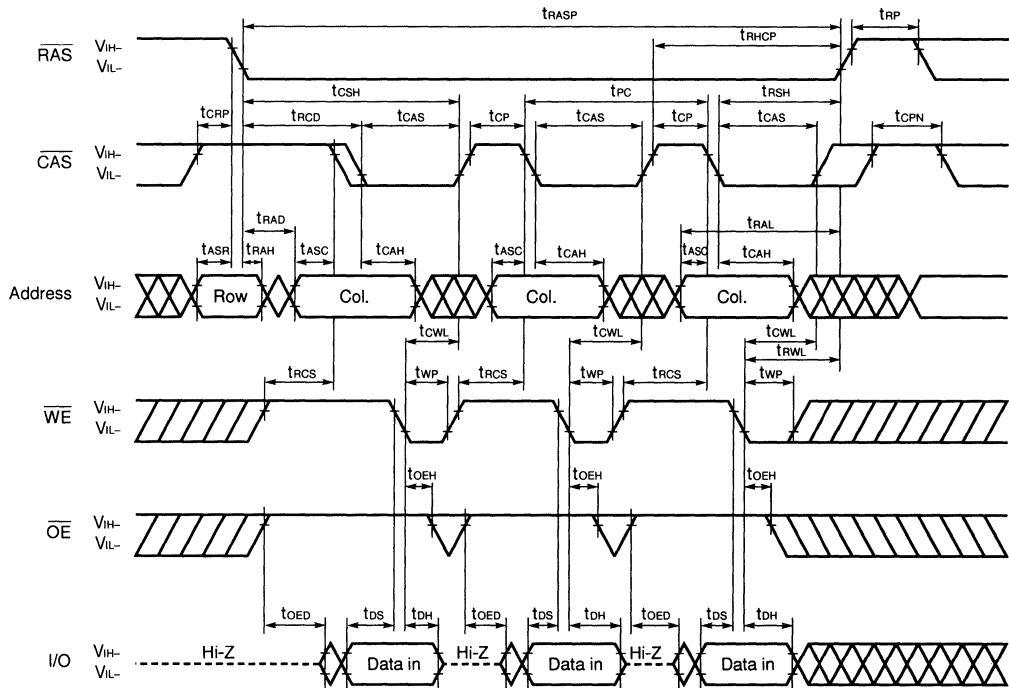 tRASP
tRP
tRHCP
RAS
VIH–
VIL–
tCSH
tPC
tRSH
tCRP
tRCD
tCAS
tCP
tCAS
tCP
tCAS
tCPN
CAS
VIH–
VIL–
tRAD
tRAL
tASR
tRAH
tASC
tCAH
tASC
tCAH
tASC
tCAH
Address
VIH–
VIL–
Row
Col.
Col.
Col.
tCWL
tCWL
tCWL
tRWL
tRCS
tWP
tRCS
tWP
tRCS
tWP
WE
VIH–
VIL–
tOEH
tOEH
tOEH
OE
VIH–
VIL–
tOED
tDS
tDH
tOED
tDS
tDH
tOED
tDS
tDH
I/O
VIH–
VIL–
Hi-Z
Data in
Hi-Z
Data in
Hi-Z
Data in